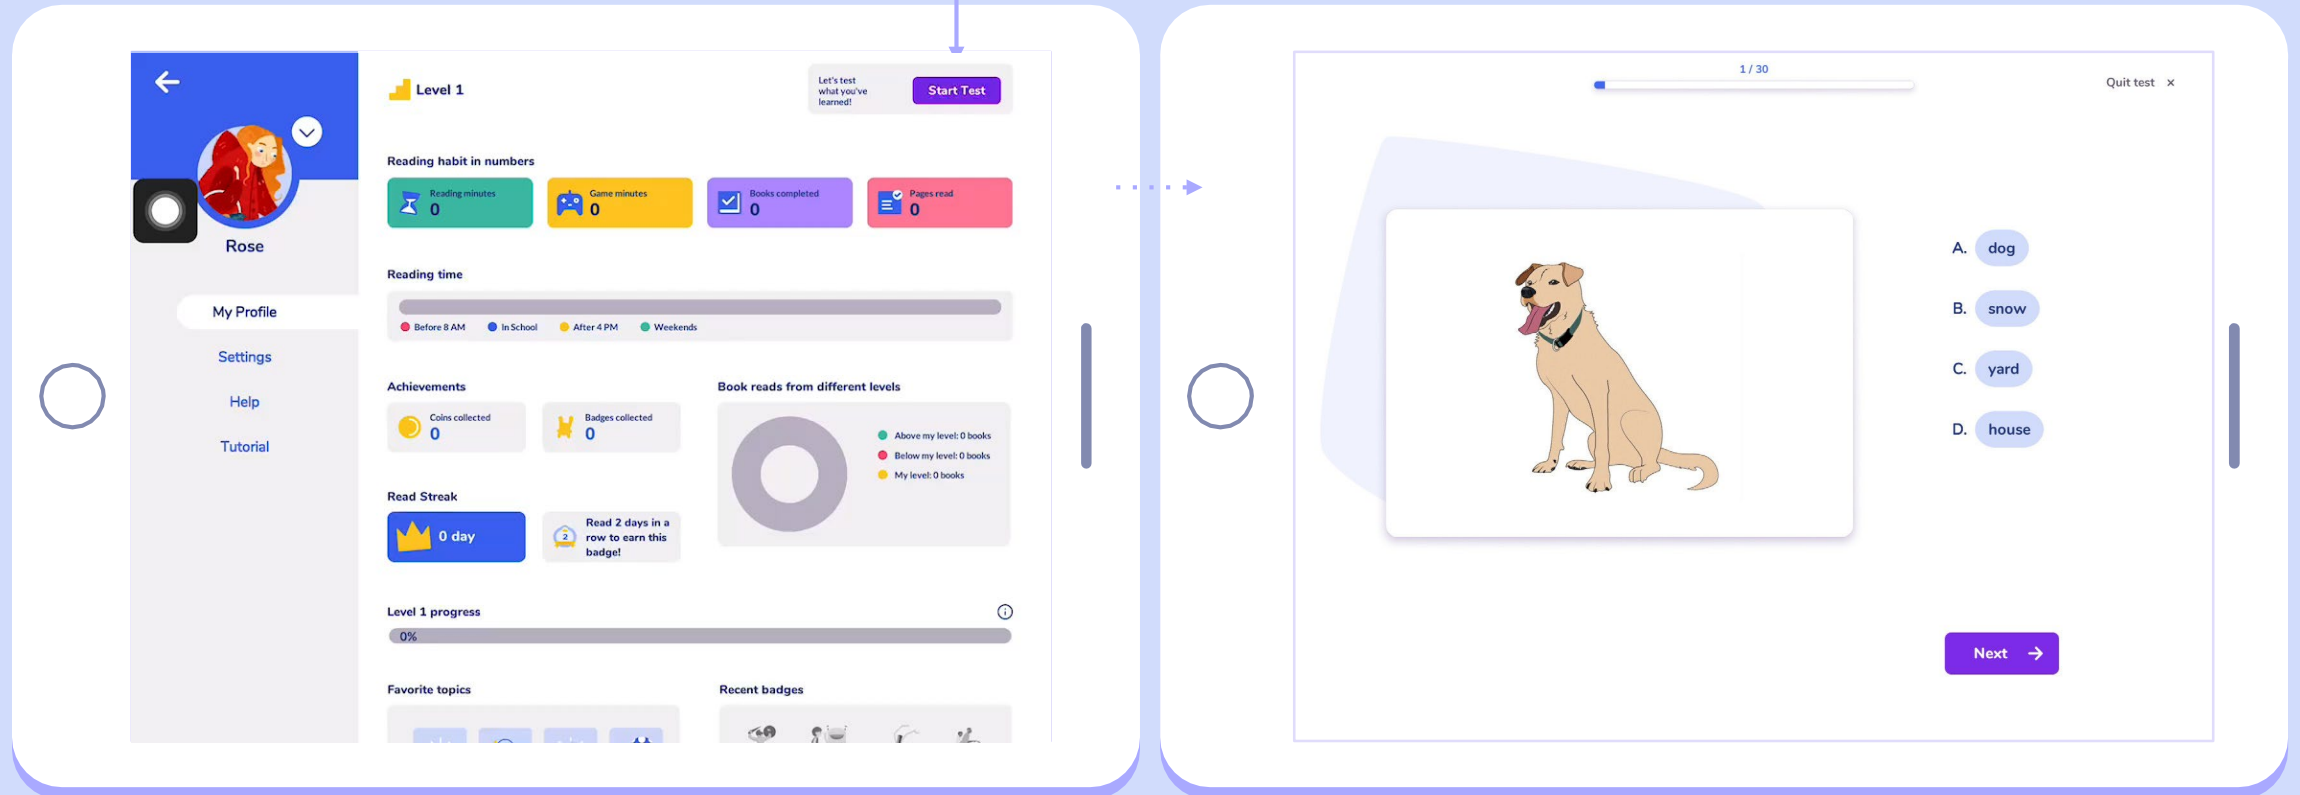 Rose
My Profile
Settings
Help
Tutorial
Level 1
Let's test
what you've
learned!
Start Test
Reading habit in numbers
Reading minutes
0
Game minutes
0
Books completed
0
Pages read
0
Reading time
Before 8 AM
In School
After 4 PM
Weekends
Achievements
Coins collected
0
Badges collected
0
Book reads from different levels
Above my level: 0 books
Below my level: 0 books
My level: 0 books
Read Streak
0 day
2
Read 2 days in a
row to earn this
badge!
Level 1 progress
0%
Favorite topics
Recent badges
1 / 30
Quit test ×
A. dog
B. snow
C. yard
D. house
Next